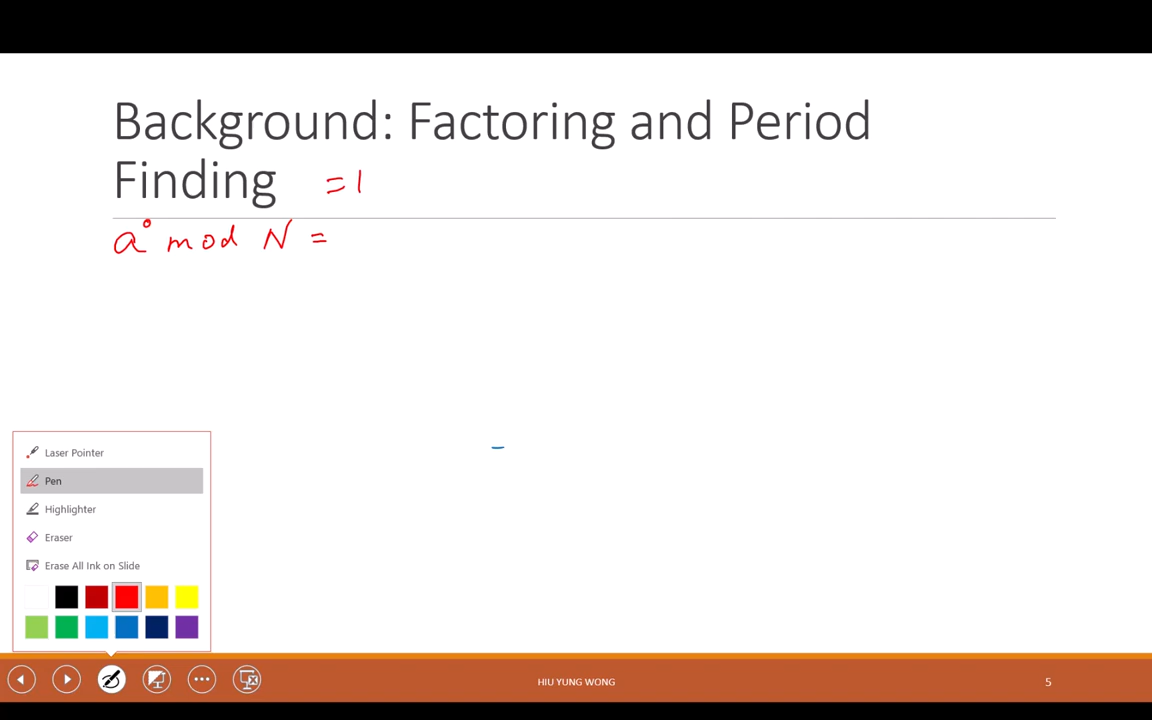 Background: Factoring and Period
Finding = 1
a⁰ mod N =
Laser Pointer
Pen
Highlighter
Eraser
Erase All Ink on Slide
HIU YUNG WONG
5